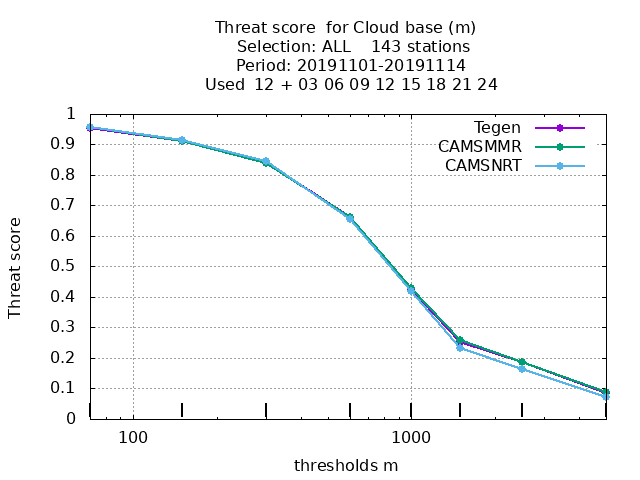 Threat score  for Cloud base (m)
Selection: ALL    143 stations
Period: 20191101-20191114
Used  12 + 03 06 09 12 15 18 21 24
Tegen
CAMSMMR
CAMSNRT
Threat score
1
0.9
0.8
0.7
0.6
0.5
0.4
0.3
0.2
0.1
0
100 1000
thresholds m